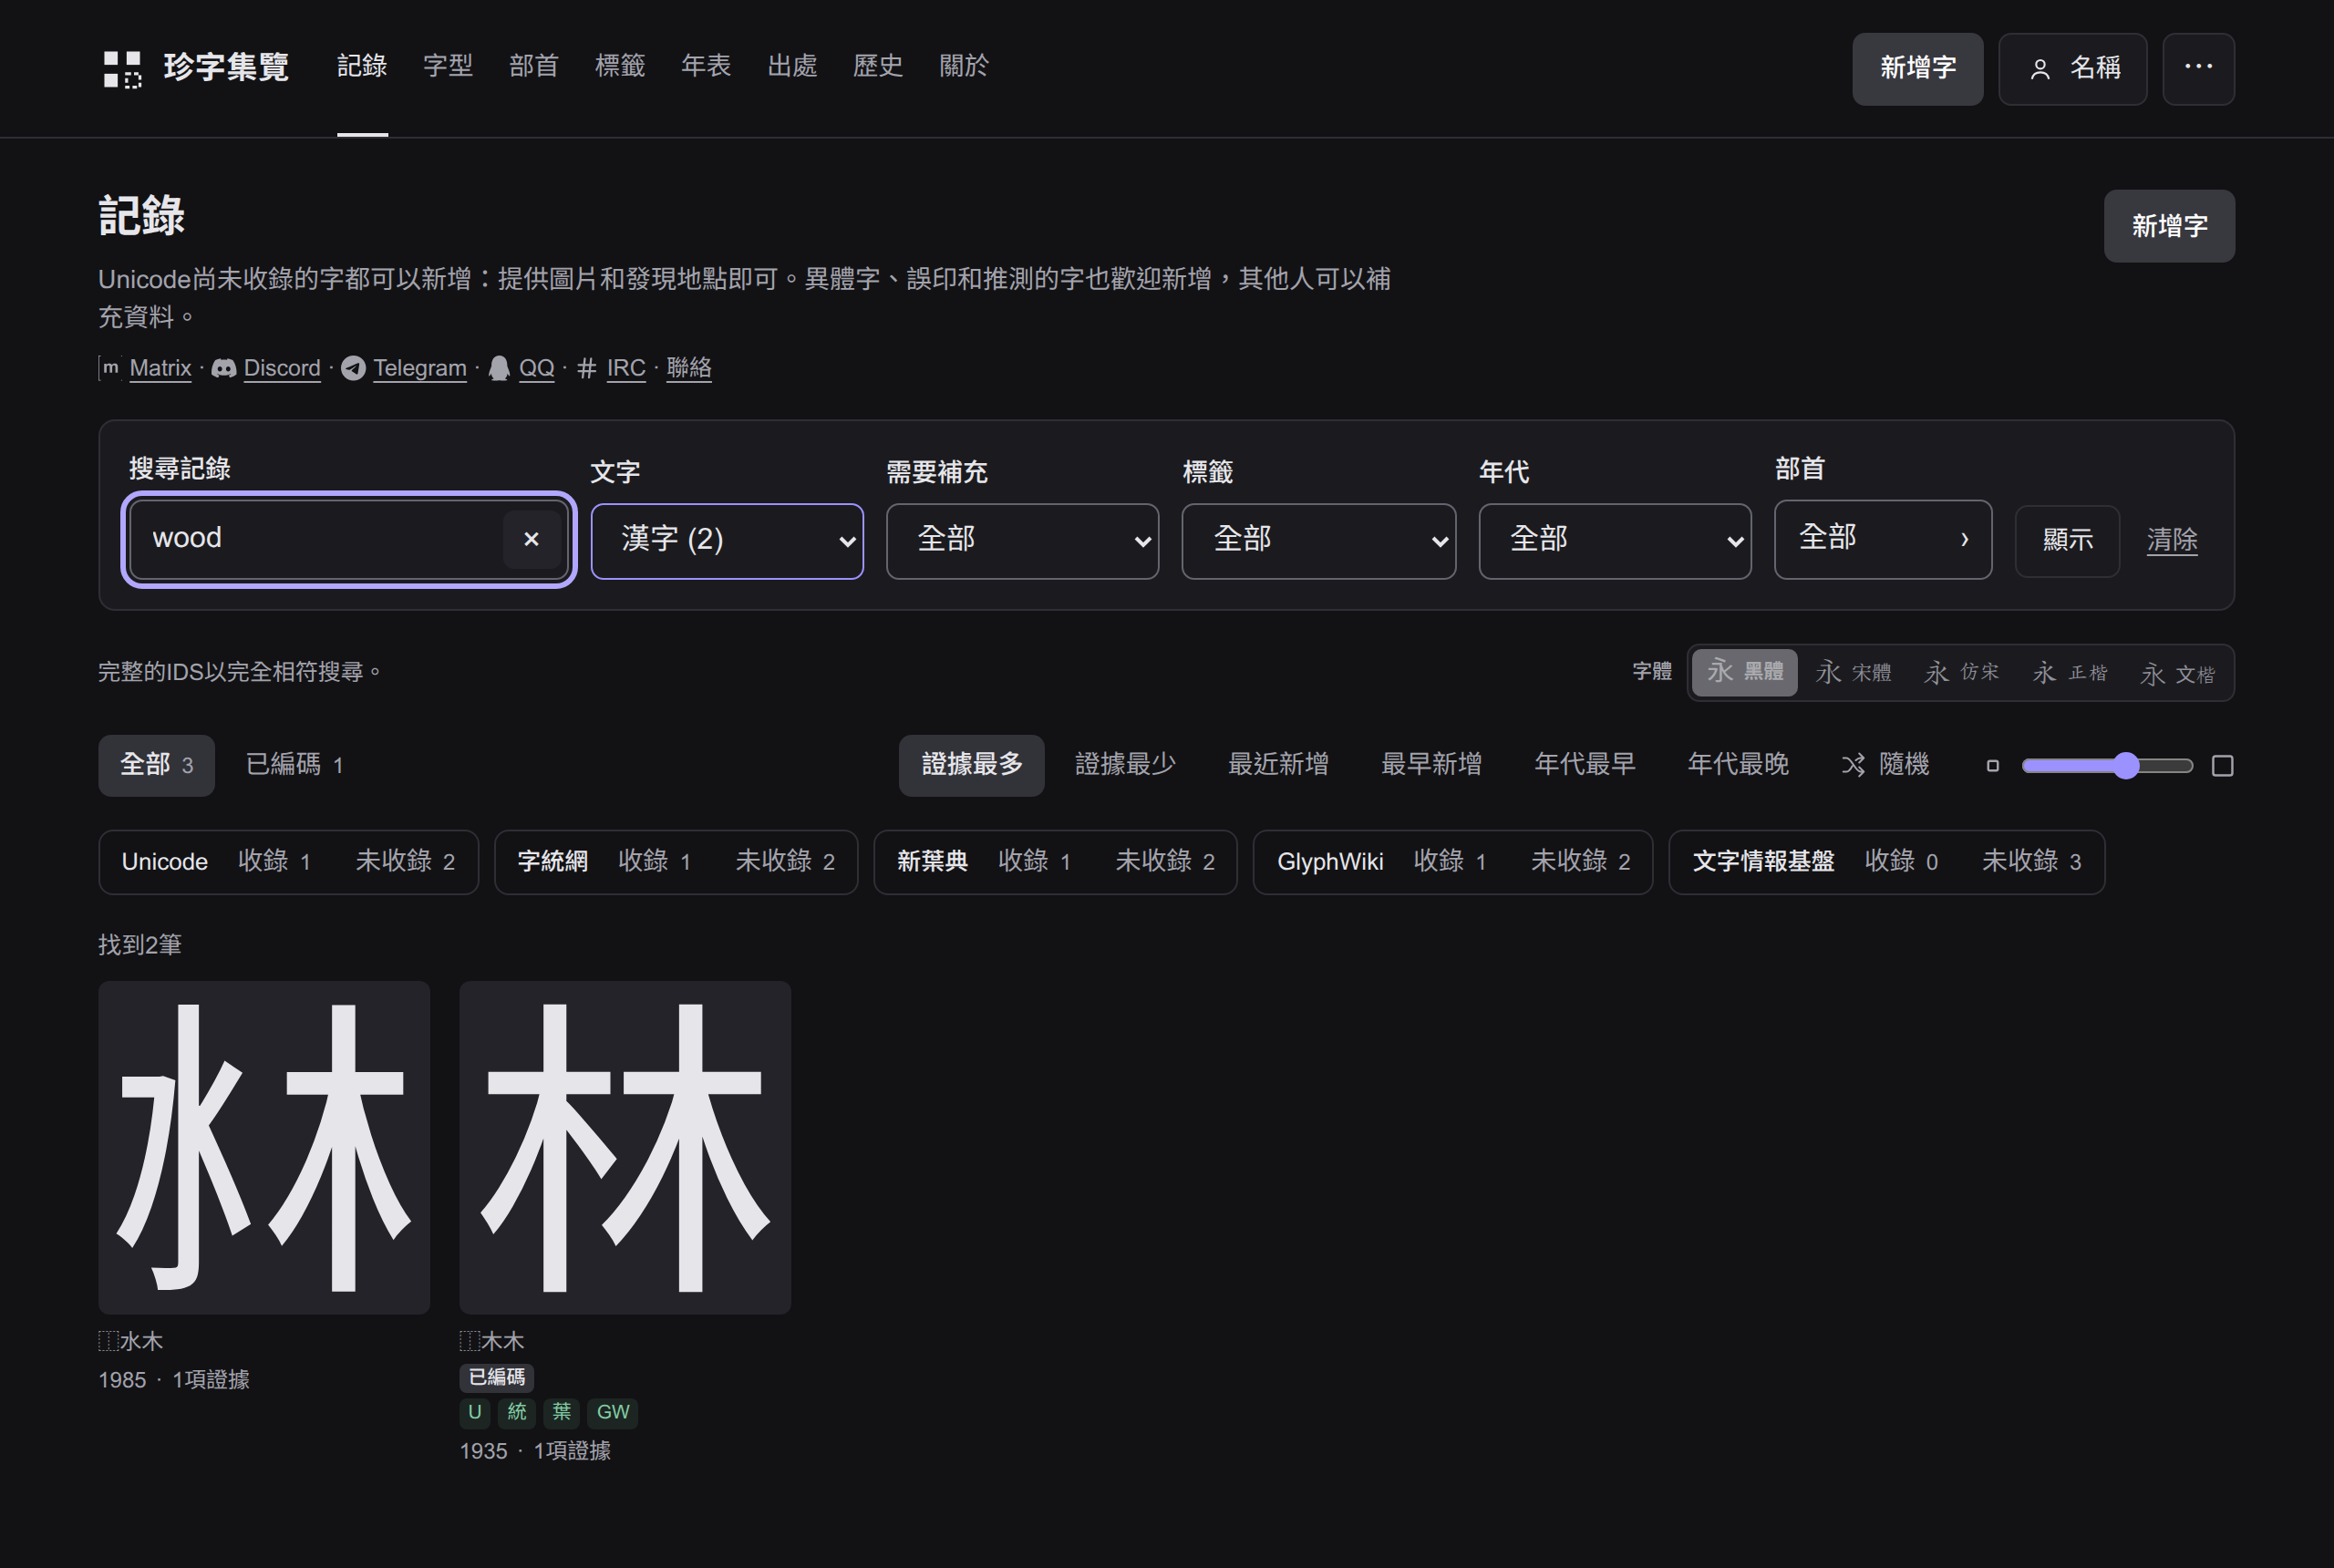 珍字集覽 記錄 字型 部首 標籤 年表 出處 歷史 關於 新增字 名稱 ···
記錄 新增字
Unicode尚未收錄的字都可以新增：提供圖片和發現地點即可。異體字、誤印和推測的字也歡迎新增，其他人可以補
充資料。
[m] Matrix · Discord · Telegram · QQ · # IRC · 聯絡
搜尋記錄 文字 需要補充 標籤 年代 部首
wood × 漢字 (2) 全部 全部 全部 全部 › 顯示 清除
完整的IDS以完全相符搜尋。 字體 永 黑體 永 宋體 永 仿宋 永 正楷 永 文楷
全部 3 已編碼 1 證據最多 證據最少 最近新增 最早新增 年代最早 年代最晚 隨機
Unicode 收錄 1 未收錄 2 字統網 收錄 1 未收錄 2 新葉典 收錄 1 未收錄 2 GlyphWiki 收錄 1 未收錄 2 文字情報基盤 收錄 0 未收錄 3
找到2筆
⿰水木 林
⿰水木 ⿰木木
已編碼
U 統 葉 GW
1985 · 1項證據 1935 · 1項證據